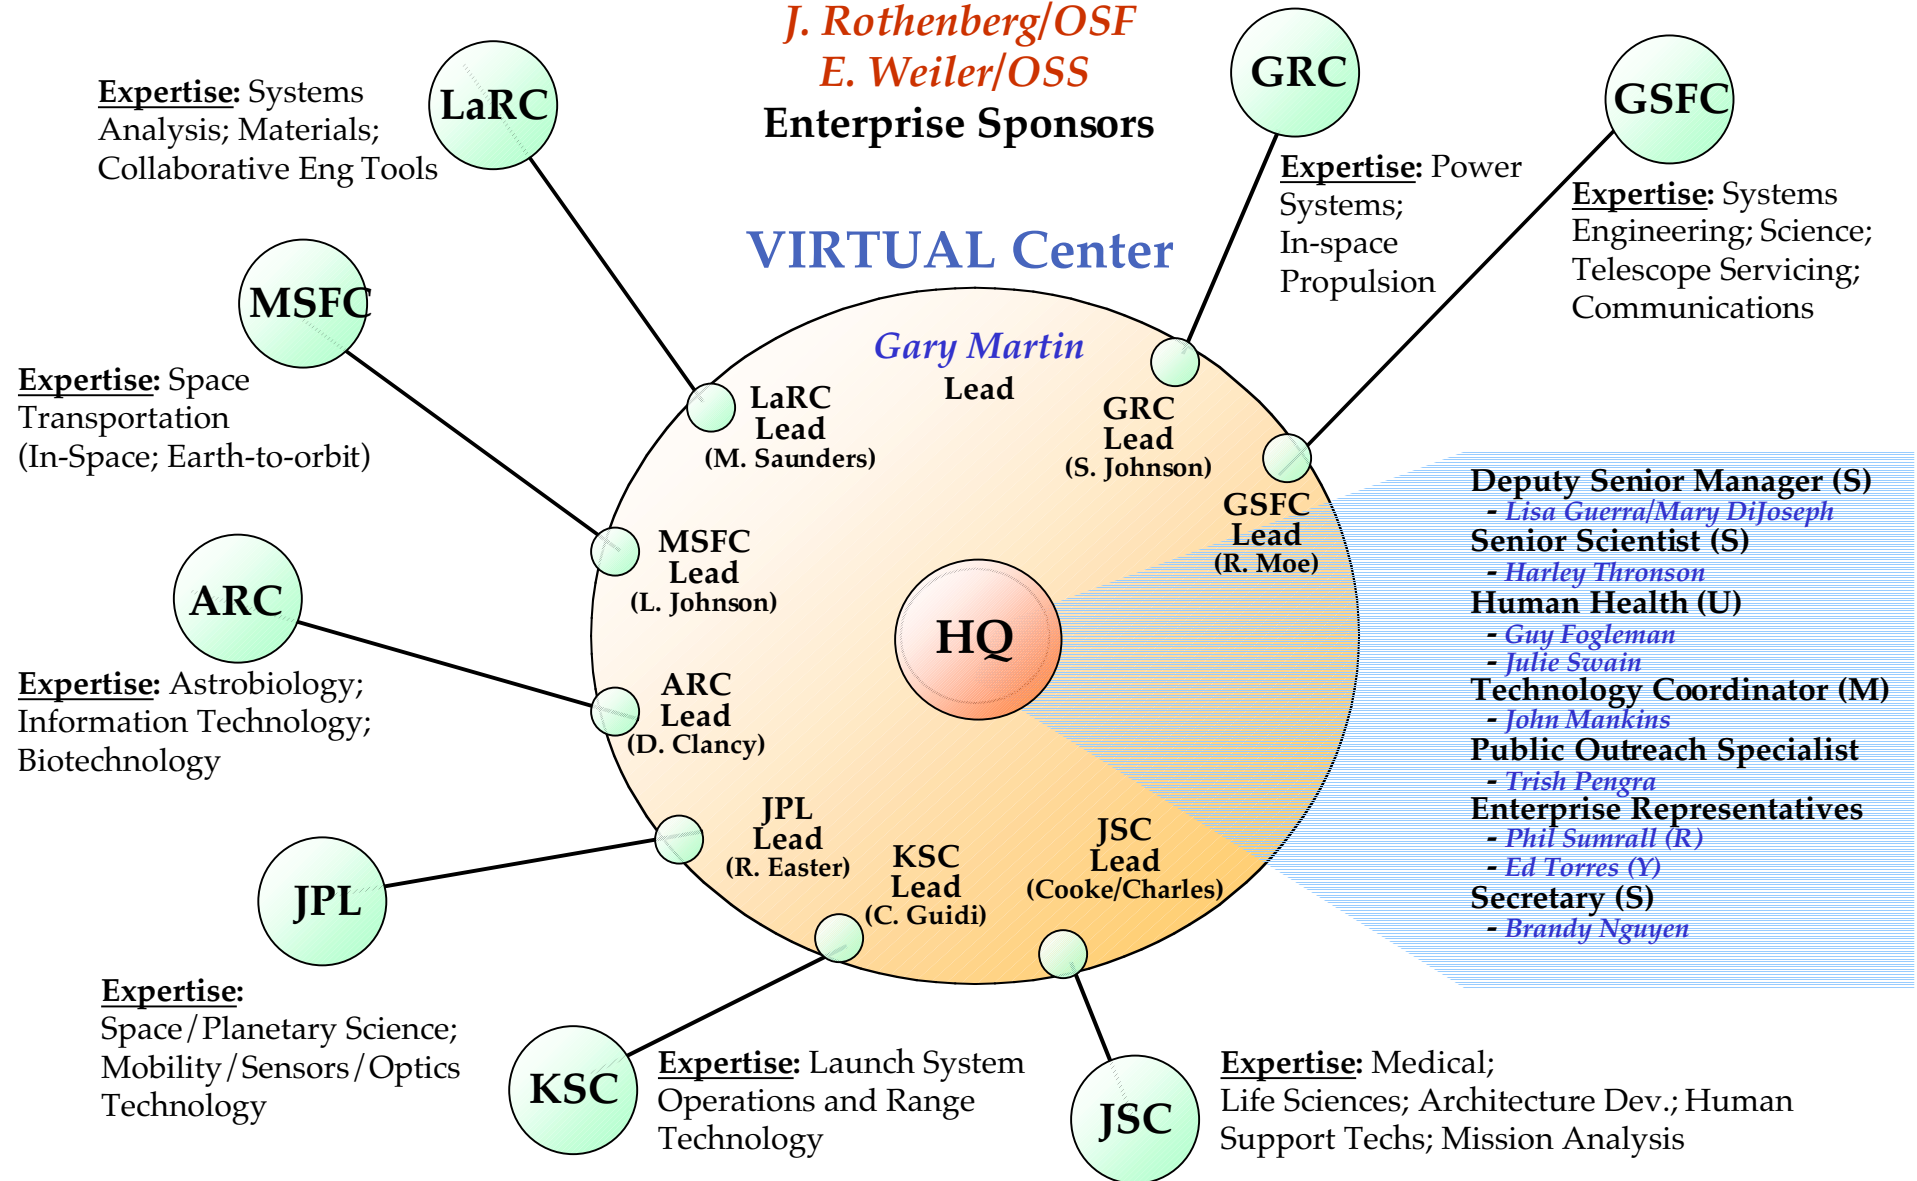 J. Rothenberg/OSF
E. Weiler/OSS
Enterprise Sponsors
VIRTUAL Center
LaRC
Expertise: Systems
Analysis; Materials;
Collaborative Eng Tools
GRC
Expertise: Power
Systems;
In-space
Propulsion
GSFC
Expertise: Systems
Engineering; Science;
Telescope Servicing;
Communications
MSFC
Expertise: Space
Transportation
(In-Space; Earth-to-orbit)
ARC
Expertise: Astrobiology;
Information Technology;
Biotechnology
JPL
Expertise:
Space/Planetary Science;
Mobility/Sensors/Optics
Technology
KSC
Expertise: Launch System
Operations and Range
Technology
JSC
Expertise: Medical;
Life Sciences; Architecture Dev.; Human
Support Techs; Mission Analysis
Gary Martin
Lead
LaRC
Lead
(M. Saunders)
GRC
Lead
(S. Johnson)
GSFC
Lead
(R. Moe)
MSFC
Lead
(L. Johnson)
HQ
ARC
Lead
(D. Clancy)
JPL
Lead
(R. Easter)
KSC
Lead
(C. Guidi)
JSC
Lead
(Cooke/Charles)
Deputy Senior Manager (S)
- Lisa Guerra/Mary DiJoseph
Senior Scientist (S)
- Harley Thronson
Human Health (U)
- Guy Fogleman
- Julie Swain
Technology Coordinator (M)
- John Mankins
Public Outreach Specialist
- Trish Pengra
Enterprise Representatives
- Phil Sumrall (R)
- Ed Torres (Y)
Secretary (S)
- Brandy Nguyen